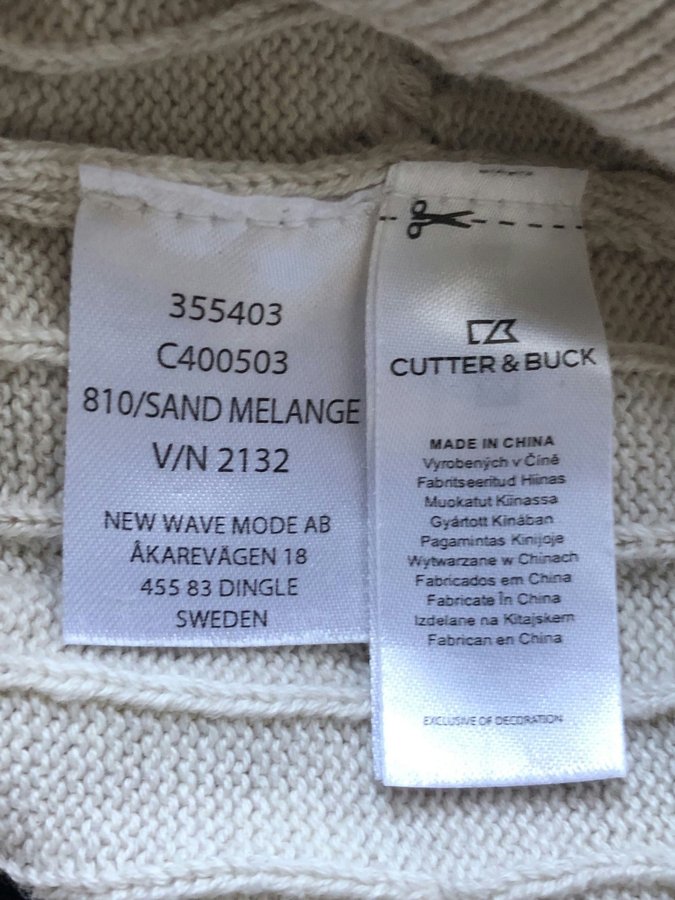 355403
C400503
810/SAND MELANGE
V/N 2132
NEW WAVE MODE AB
ÅKAREVÄGEN 18
455 83 DINGLE
SWEDEN
CUTTER & BUCK
MADE IN CHINA
Vyrobených v Číně
Fabritseeritud Hiinas
Muokatut Kiinassa
Gyártott Kínában
Pagamintas Kinijoje
Wytwarzane w Chinach
Fabricados em China
Fabricate În China
Izdelane na Kitajskem
Fabrican en China
EXCLUSIVE OF DECORATION